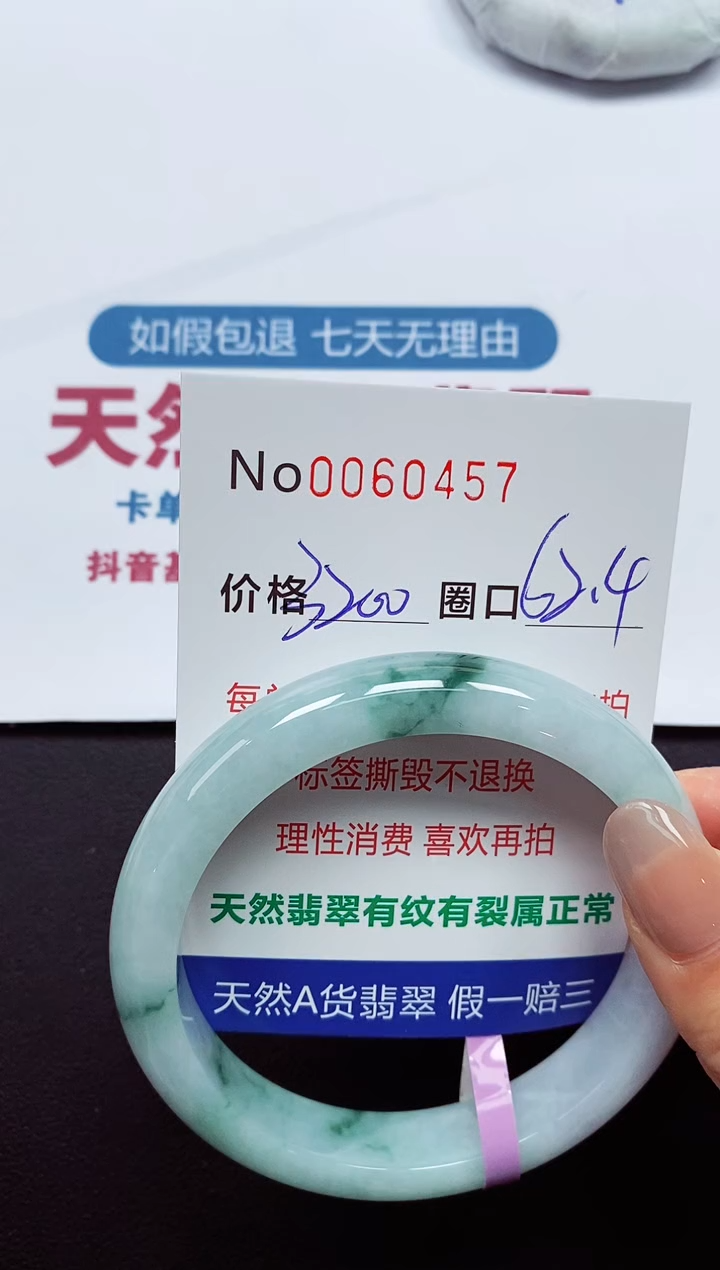 如假包退 七天无理由
天然
卡单
抖音基
No0060457
价格3200 圈口62.4
每 拍
标签撕毁不退换
理性消费 喜欢再拍
天然翡翠有纹有裂属正常
天然A货翡翠 假一赔三